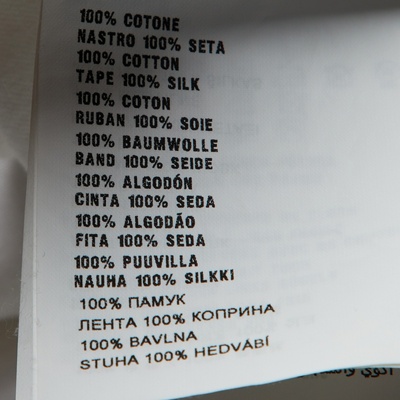 100% COTONE
NASTRO 100% SETA
100% COTTON
TAPE 100% SILK
100% COTON
RUBAN 100% SOIE
100% BAUMWOLLE
BAND 100% SEIDE
100% ALGODÓN
CINTA 100% SEDA
100% ALGODÃO
FITA 100% SEDA
100% PUUVILLA
NAUHA 100% SILKKI
100% ПАМУК
ЛЕНТА 100% КОПРИНА
100% BAVLNA
STUHA 100% HEDVÁBÍ